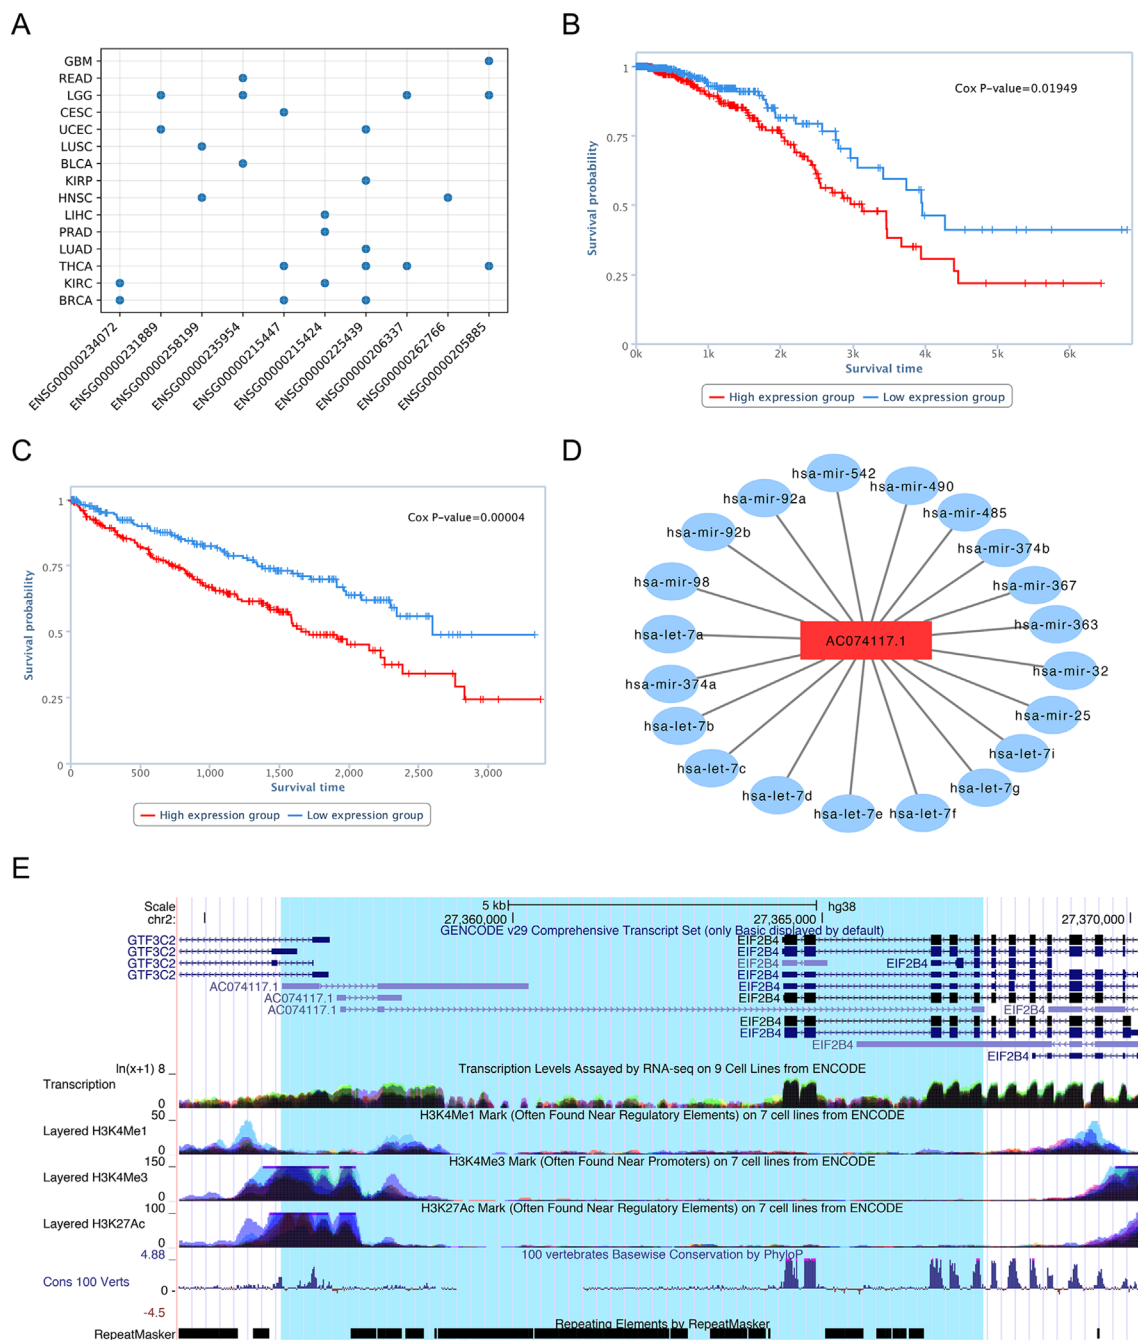 A
GBM
READ
LGG
CESC
UCEC
LUSC
BLCA
KIRP
HNSC
LIHC
PRAD
LUAD
THCA
KIRC
BRCA
ENSG00000234072
ENSG00000231889
ENSG00000258199
ENSG00000235954
ENSG00000215447
ENSG00000215424
ENSG00000225439
ENSG00000206337
ENSG00000262766
ENSG00000205885
B
Cox P-value=0.01949
Survival probability
1
0.75
0.5
0.25
0
0k 1k 2k 3k 4k 5k 6k
Survival time
High expression group Low expression group
C
Cox P-value=0.00004
Survival probability
1
0.75
0.5
0.25
0
0 500 1,000 1,500 2,000 2,500 3,000
Survival time
High expression group Low expression group
D
hsa-mir-542
hsa-mir-490
hsa-mir-92a
hsa-mir-485
hsa-mir-92b
hsa-mir-374b
hsa-mir-98
hsa-mir-367
hsa-let-7a
hsa-mir-363
AC074117.1
hsa-mir-32
hsa-mir-374a
hsa-mir-25
hsa-let-7b
hsa-let-7i
hsa-let-7c
hsa-let-7g
hsa-let-7d
hsa-let-7e
hsa-let-7f
E
Scale 5 kb hg38
chr2: 27,360,000 27,365,000 27,370,000
GENCODE v29 Comprehensive Transcript Set (only Basic displayed by default)
GTF3C2 EIF2B4
GTF3C2 EIF2B4
GTF3C2 EIF2B4 EIF2B4
GTF3C2 EIF2B4
AC074117.1 EIF2B4
AC074117.1 EIF2B4
AC074117.1 EIF2B4
EIF2B4
EIF2B4
EIF2B4
EIF2B4
ln(x+1) 8 Transcription Levels Assayed by RNA-seq on 9 Cell Lines from ENCODE
Transcription
0
50 H3K4Me1 Mark (Often Found Near Regulatory Elements) on 7 cell lines from ENCODE
Layered H3K4Me1
0
150 H3K4Me3 Mark (Often Found Near Promoters) on 7 cell lines from ENCODE
Layered H3K4Me3
0
100 H3K27Ac Mark (Often Found Near Regulatory Elements) on 7 cell lines from ENCODE
Layered H3K27Ac
0
4.88 100 vertebrates Basewise Conservation by PhyloP
Cons 100 Verts
0 -
-4.5
Repeating Elements by RepeatMasker
RepeatMasker